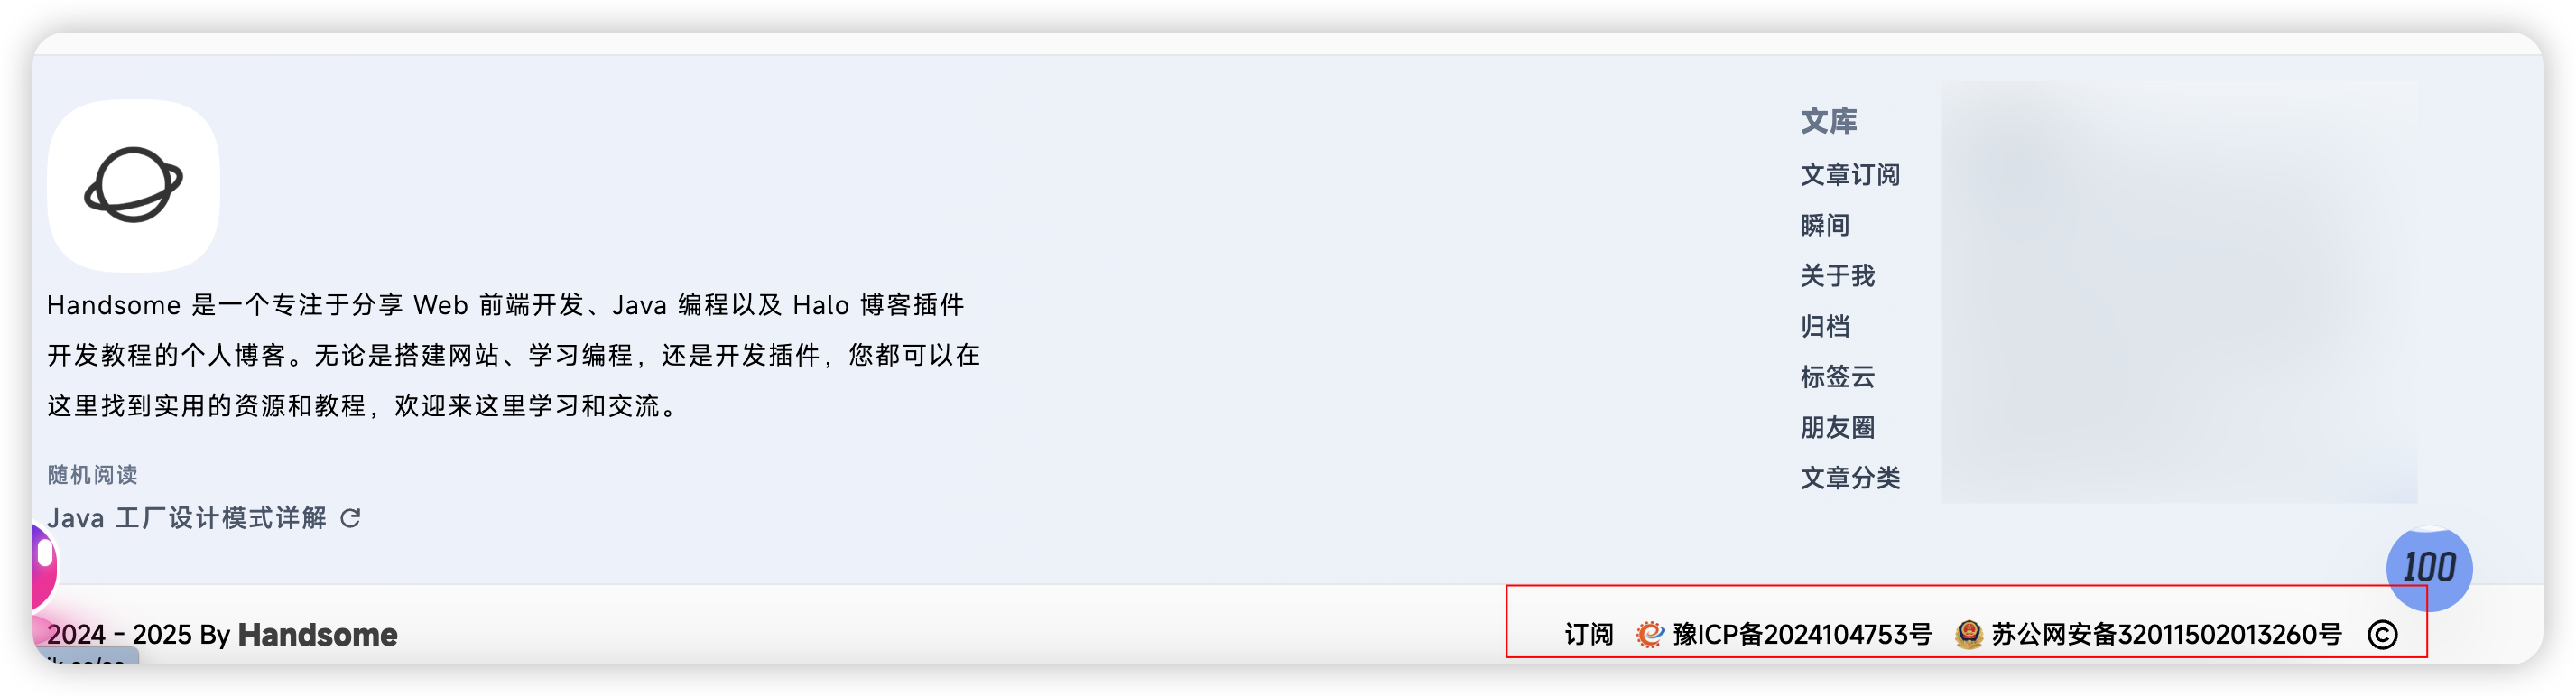 Handsome 是一个专注于分享 Web 前端开发、Java 编程以及 Halo 博客插件
开发教程的个人博客。无论是搭建网站、学习编程，还是开发插件，您都可以在
这里找到实用的资源和教程，欢迎来这里学习和交流。
随机阅读
Java 工厂设计模式详解
文库
文章订阅
瞬间
关于我
归档
标签云
朋友圈
文章分类
100
2024 - 2025 By Handsome
订阅 豫ICP备2024104753号 苏公网安备32011502013260号 ©